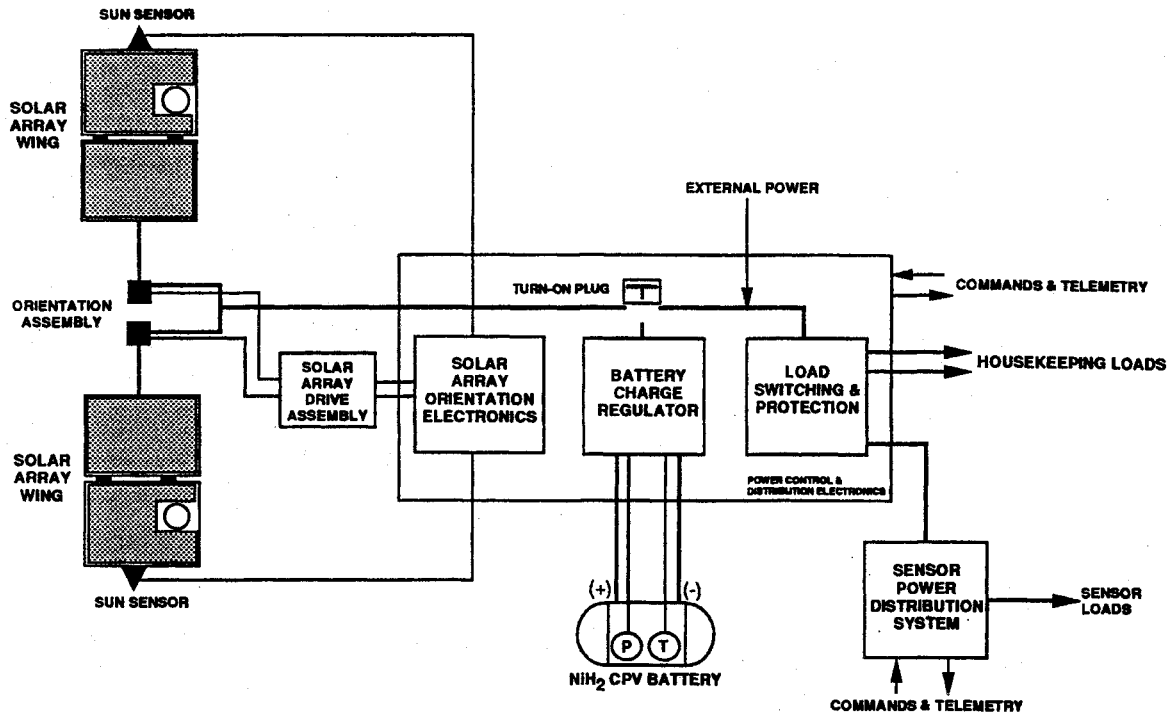 SUN SENSOR
SOLAR
ARRAY
WING
EXTERNAL POWER
TURN-ON PLUG
COMMANDS & TELEMETRY
ORIENTATION
ASSEMBLY
SOLAR
ARRAY
DRIVE
ASSEMBLY
SOLAR
ARRAY
ORIENTATION
ELECTRONICS
BATTERY
CHARGE
REGULATOR
LOAD
SWITCHING &
PROTECTION
HOUSEKEEPING LOADS
POWER CONTROL &
DISTRIBUTION ELECTRONICS
SOLAR
ARRAY
WING
SUN SENSOR
(+)
(-)
P
T
NiH₂ CPV BATTERY
SENSOR
POWER
DISTRIBUTION
SYSTEM
SENSOR
LOADS
COMMANDS & TELEMETRY